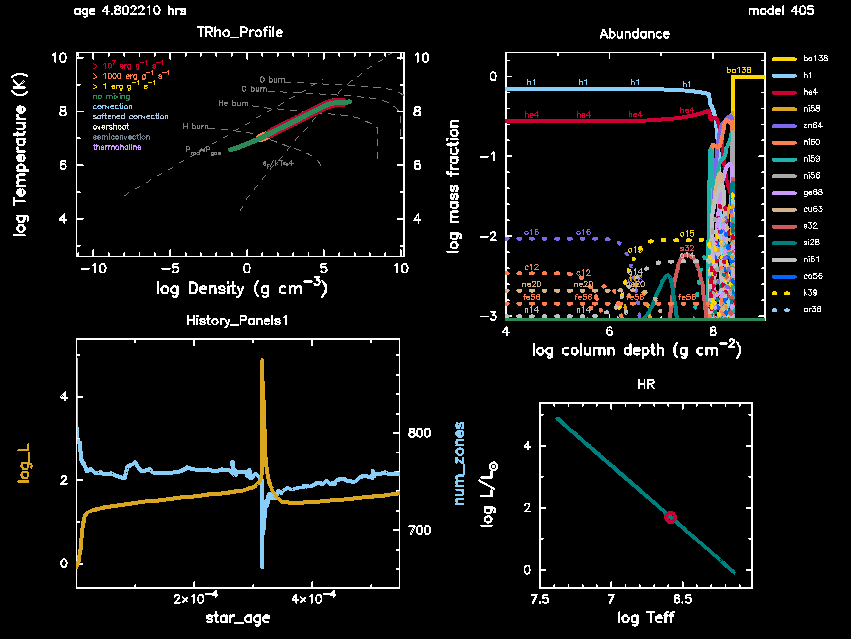 age 4.802210 hrs
model 405
TRho_Profile
> 10⁷ erg g⁻¹ s⁻¹
> 1000 erg g⁻¹ s⁻¹
> 1 erg g⁻¹ s⁻¹
no mixing
convection
softened convection
overshoot
semiconvection
thermohaline
O burn
C burn
He burn
H burn
log Temperature (K)
10
8
6
4
10
8
6
4
−10
−5
0
5
10
log Density (g cm⁻³)
Abundance
log mass fraction
0
−1
−2
−3
4
6
8
log column depth (g cm⁻²)
ba138
h1
h1
h1
h1
he4
he4
he4
he4
o16
o16
o15
s32
c12
c12
ne20
ne20
fe56
fe56
fe56
fe56
n14
n14
ba138
h1
he4
ni58
zn64
ni60
ni59
ni56
ge68
cu63
s32
si28
ni61
co56
k39
ar36
History_Panels1
log_L
4
2
0
800
700
num_zones
2×10⁻⁴
4×10⁻⁴
star_age
HR
log L/L☉
4
2
0
7.5
7
6.5
log Teff